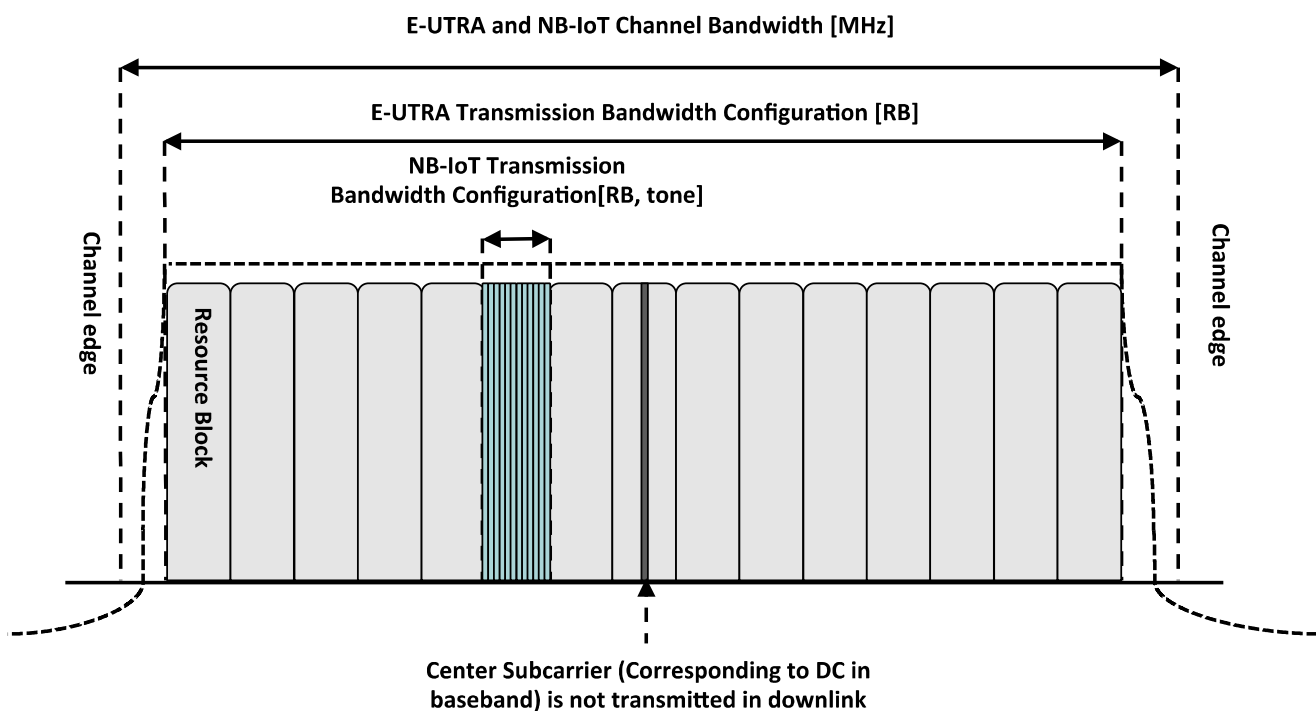 E-UTRA and NB-IoT Channel Bandwidth [MHz]
E-UTRA Transmission Bandwidth Configuration [RB]
NB-IoT Transmission
Bandwidth Configuration[RB, tone]
Channel edge
Channel edge
Resource Block
Center Subcarrier (Corresponding to DC in
baseband) is not transmitted in downlink